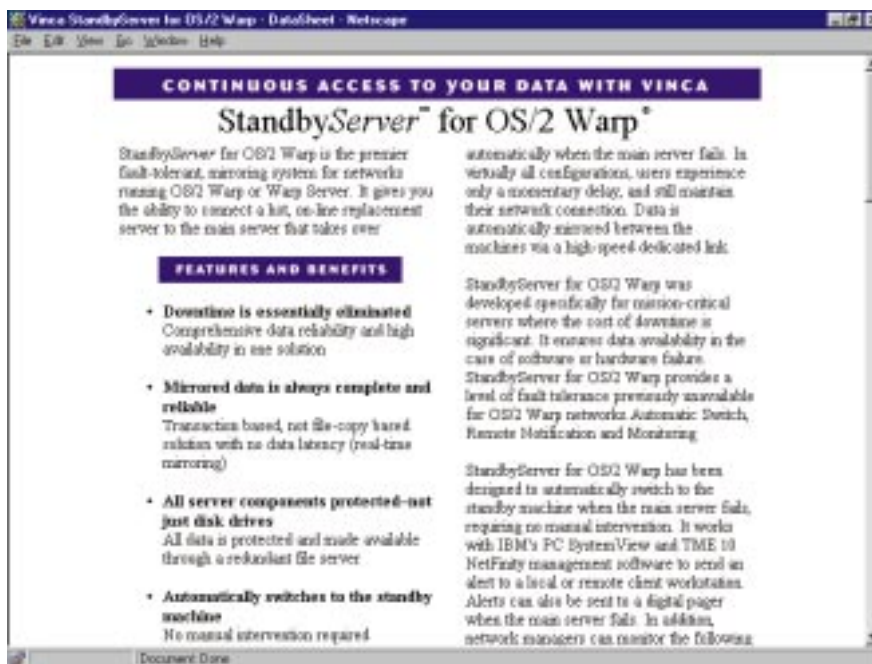 Vinca StandbyServer for OS/2 Warp - DataSheet - Netscape
File Edit View Go Window Help
CONTINUOUS ACCESS TO YOUR DATA WITH VINCA
StandbyServer™ for OS/2 Warp®
StandbyServer for OS/2 Warp is the premier
fault-tolerant, mirroring system for networks
running OS/2 Warp or Warp Server. It gives you
the ability to connect a hot, on-line replacement
server to the main server that takes over
FEATURES AND BENEFITS
• Downtime is essentially eliminated
Comprehensive data reliability and high
availability in one solution
• Mirrored data is always complete and
reliable
Transaction based, not file-copy based
solution with no data latency (real-time
mirroring)
• All server components protected-not
just disk drives
All data is protected and made available
through a redundant file server
• Automatically switches to the standby
machine
No manual intervention required
automatically when the main server fails. In
virtually all configurations, users experience
only a momentary delay, and still maintain
their network connection. Data is
automatically mirrored between the
machines via a high-speed dedicated link.
StandbyServer for OS/2 Warp was
developed specifically for mission-critical
servers where the cost of downtime is
significant. It ensures data availability in the
case of software or hardware failure.
StandbyServer for OS/2 Warp provides a
level of fault tolerance previously unavailable
for OS/2 Warp networks Automatic Switch,
Remote Notification and Monitoring
StandbyServer for OS/2 Warp has been
designed to automatically switch to the
standby machine when the main server fails,
requiring no manual intervention. It works
with IBM's PC SystemView and TME 10
NetFinity management software to send an
alert to a local or remote client workstation.
Alerts can also be sent to a digital pager
when the main server fails. In addition,
network managers can monitor the following
Document Done